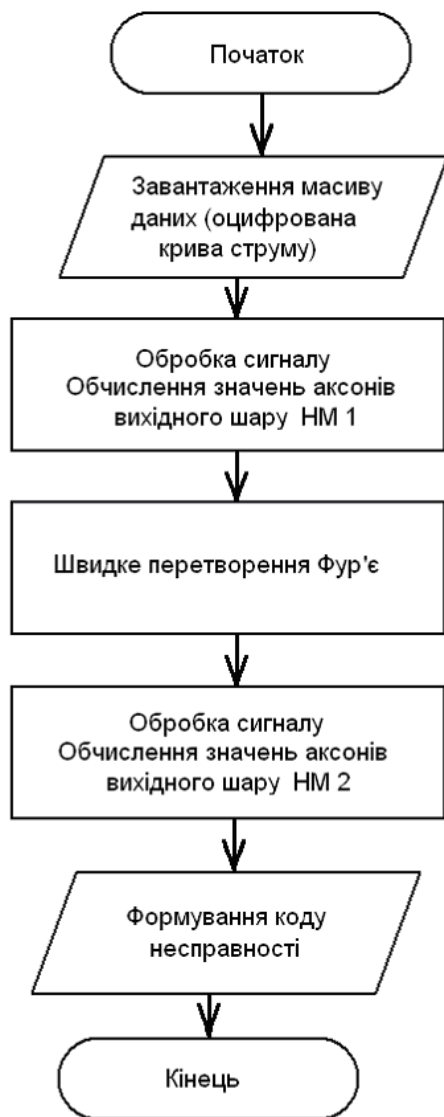 Початок
Завантаження масиву
даних (оцифрована
крива струму)
Обробка сигналу
Обчислення значень аксонів
вихідного шару НМ 1
Швидке перетворення Фур'є
Обробка сигналу
Обчислення значень аксонів
вихідного шару НМ 2
Формування коду
несправності
Кінець